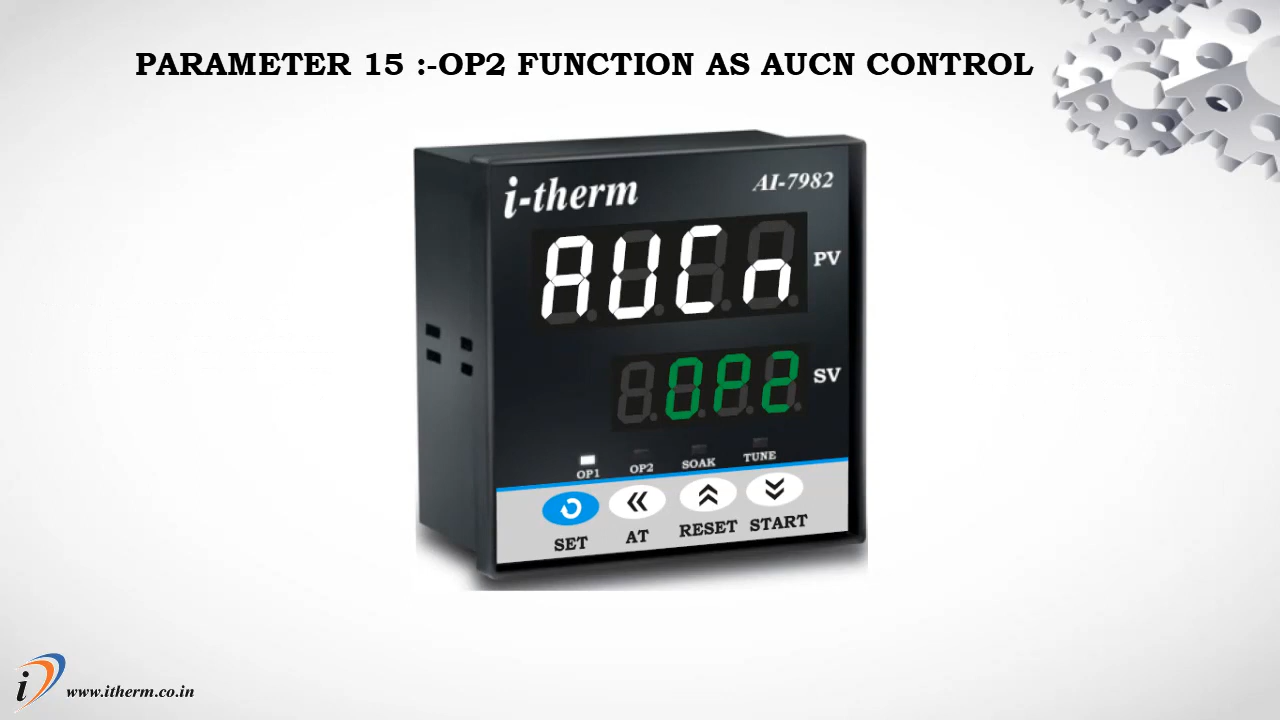 PARAMETER 15 :-OP2 FUNCTION AS AUCN CONTROL
i-therm AI-7982
AUCn PV
OP2 SV
OP1 OP2 SOAK TUNE
SET AT RESET START
i www.itherm.co.in